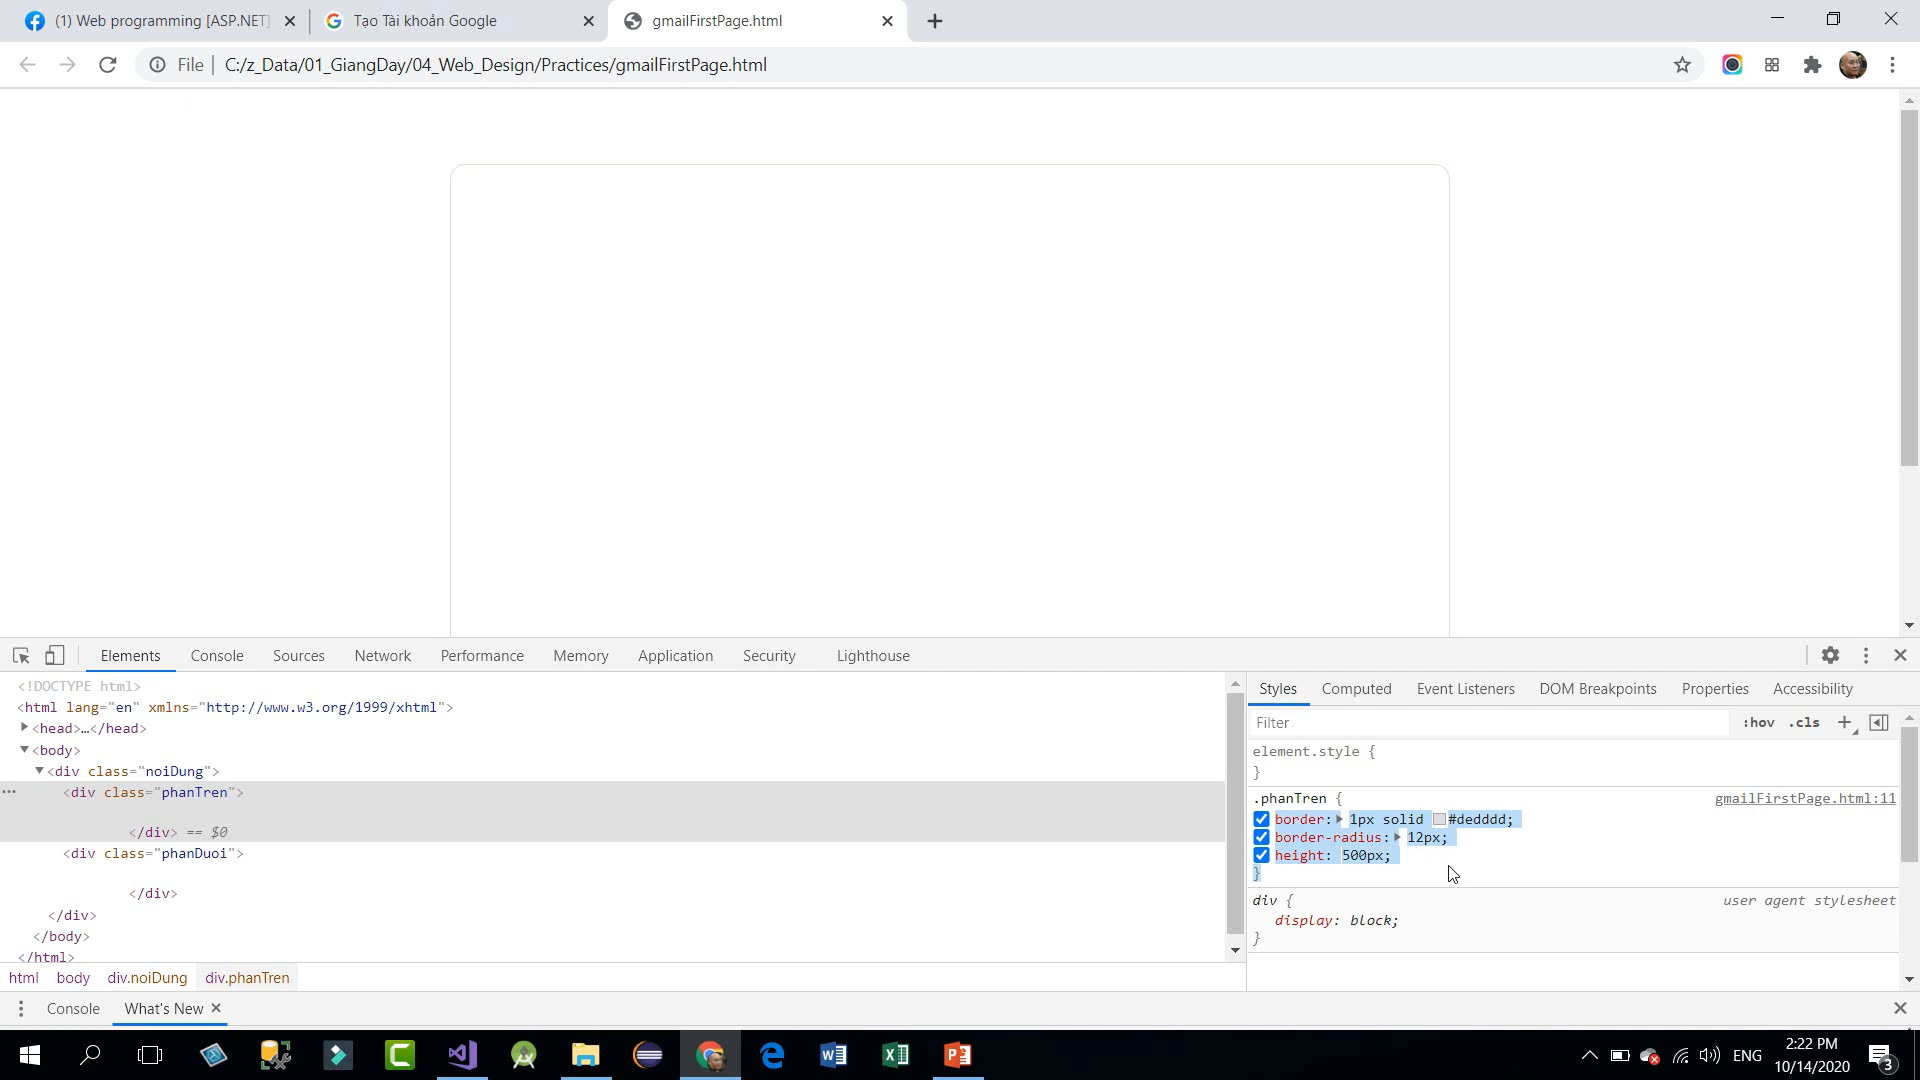 (1) Web programming [ASP.NET]
Tạo Tài khoản Google
gmailFirstPage.html
File
C:/z_Data/01_GiangDay/04_Web_Design/Practices/gmailFirstPage.html
Elements
Console
Sources
Network
Performance
Memory
Application
Security
Lighthouse
<!DOCTYPE html>
<html lang="en" xmlns="http://www.w3.org/1999/xhtml">
<head>…</head>
<body>
<div class="noiDung">
<div class="phanTren">
</div> == $0
<div class="phanDuoi">
</div>
</div>
</body>
</html>
html body div.noiDung div.phanTren
Styles
Computed
Event Listeners
DOM Breakpoints
Properties
Accessibility
Filter
:hov .cls
element.style {
}
.phanTren {
gmailFirstPage.html:11
border: 1px solid #dedddd;
border-radius: 12px;
height: 500px;
}
div {
user agent stylesheet
display: block;
}
Console
What's New
ENG
2:22 PM
10/14/2020
3